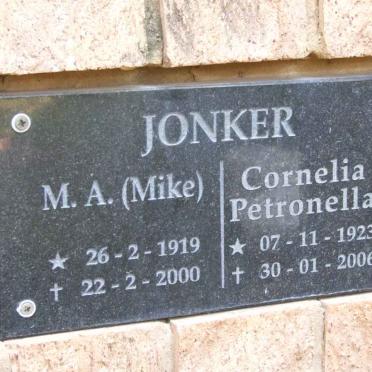 JONKER
M. A. (Mike)
★ 26 - 2 - 1919
✝ 22 - 2 - 2000
Cornelia
Petronella
★ 07 - 11 - 1923
✝ 30 - 01 - 2006